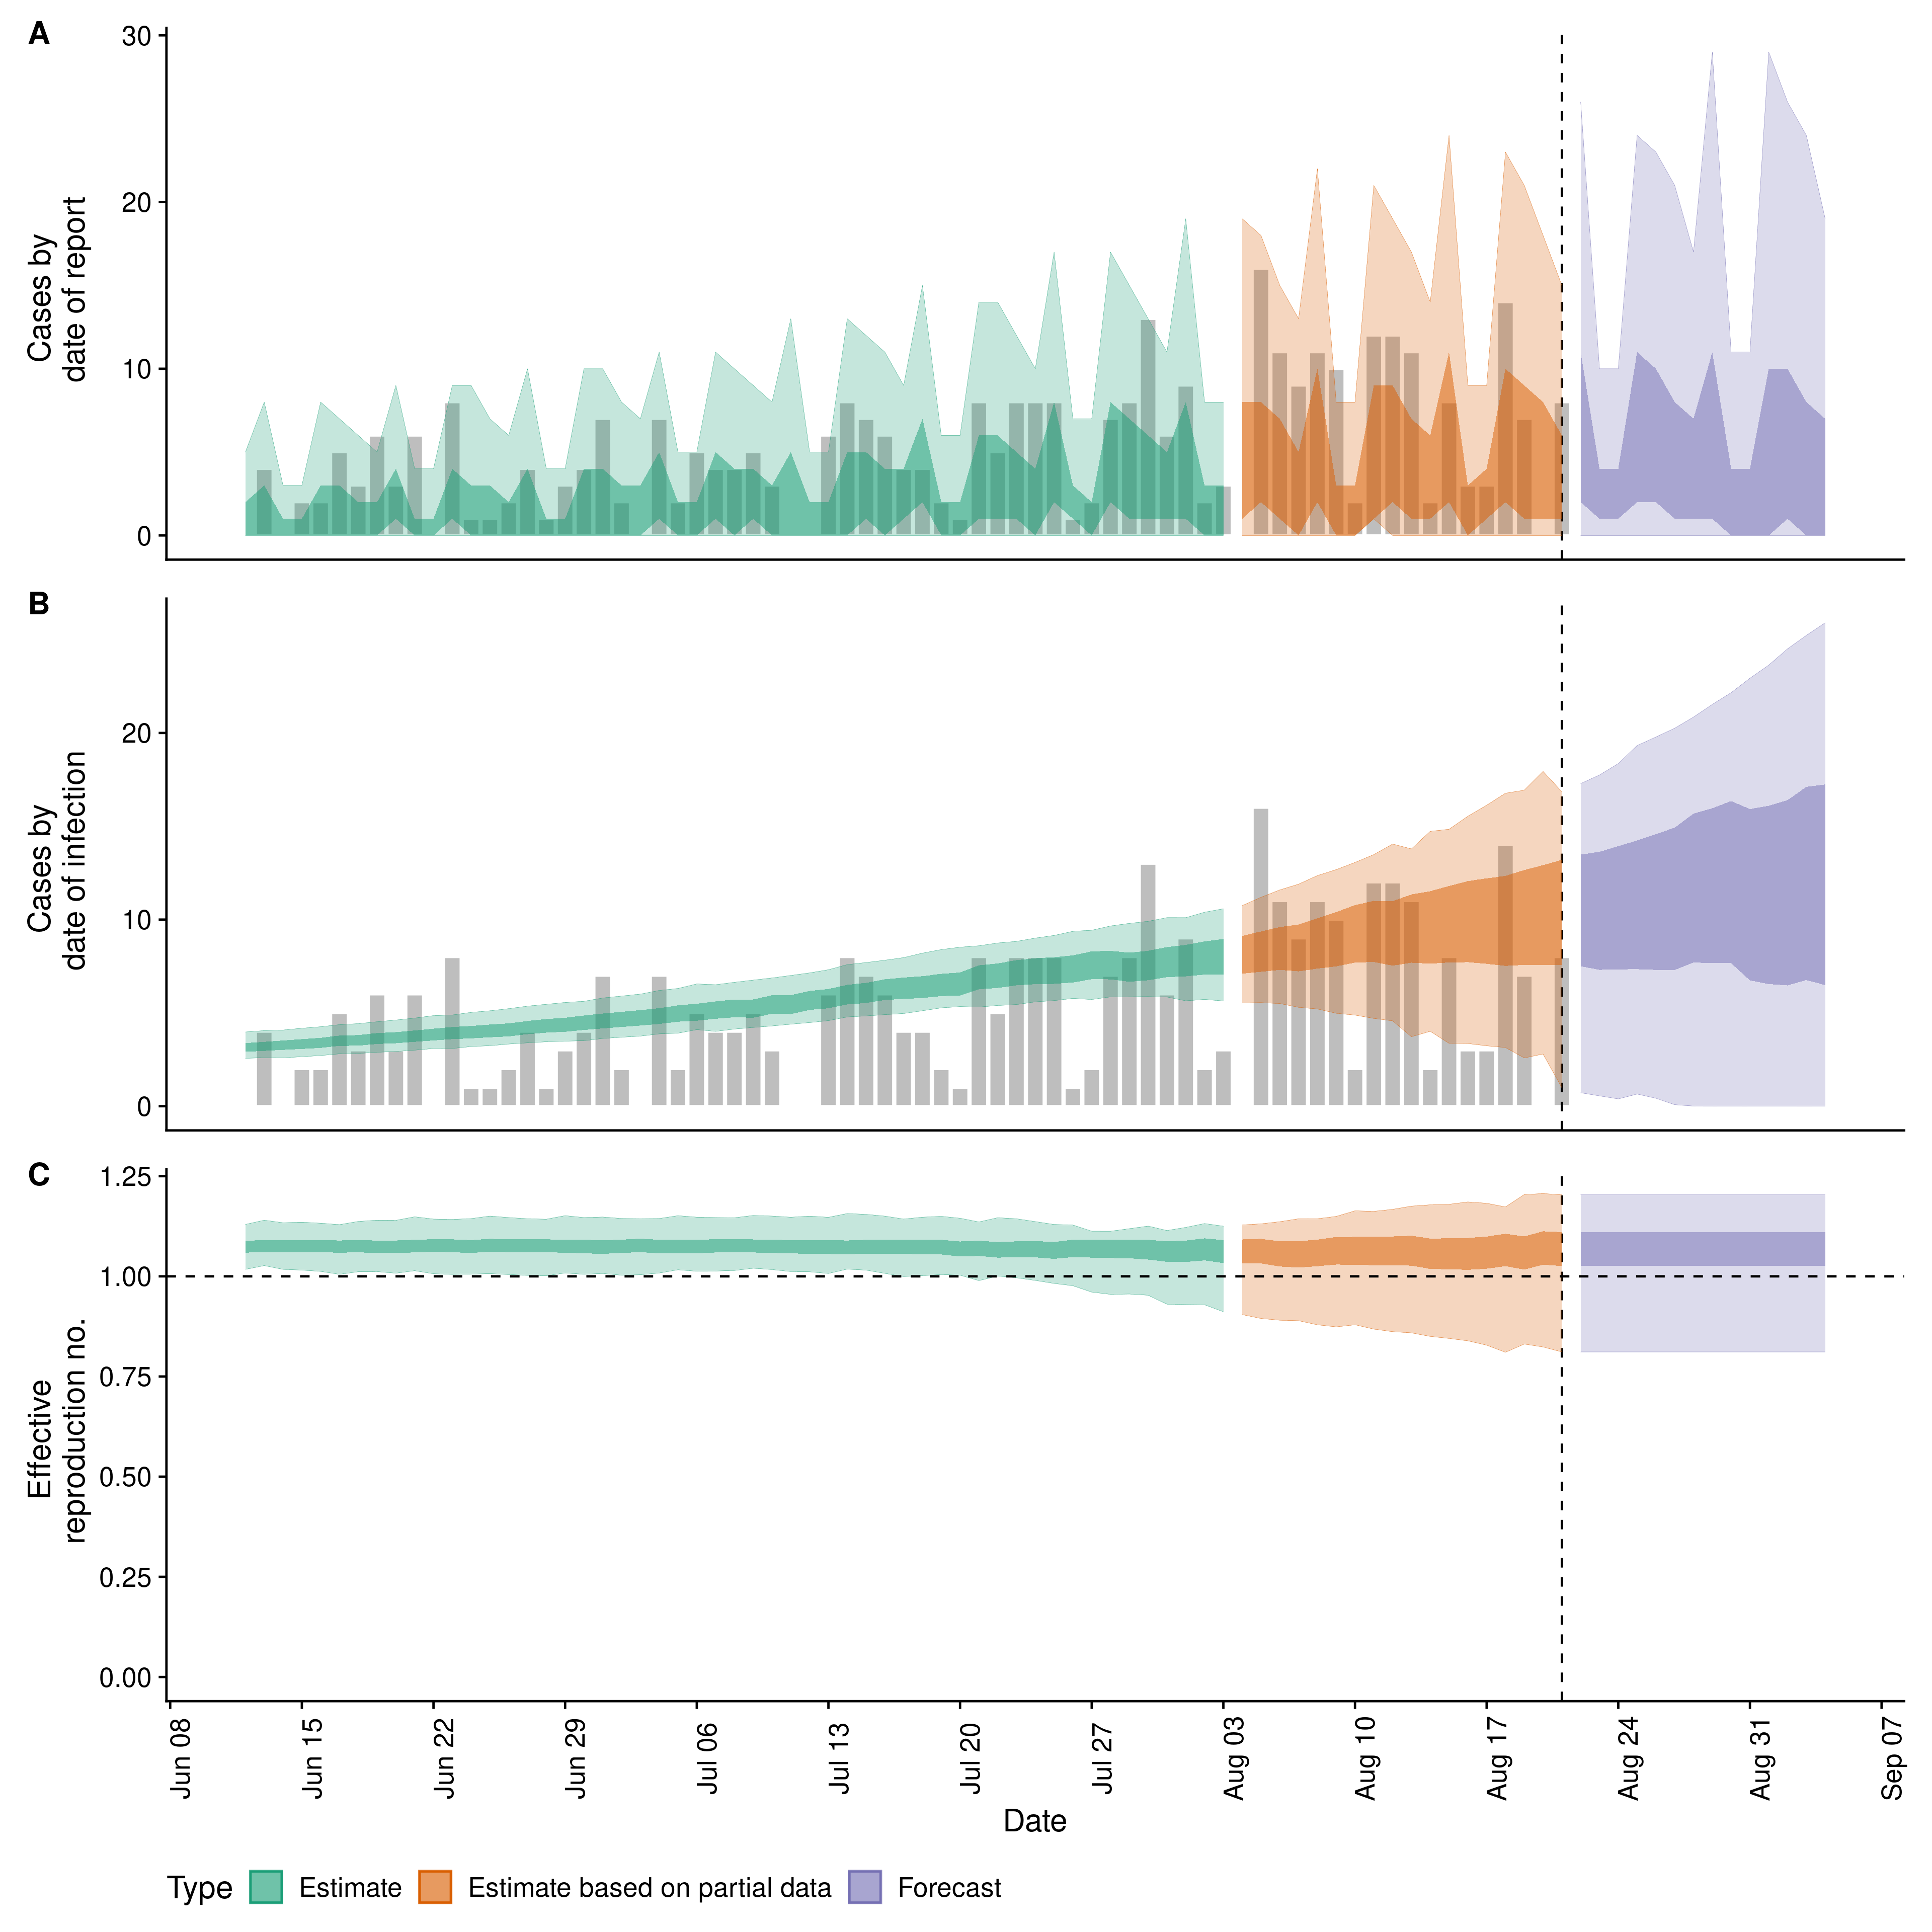 A
30
20
10
0
Cases by
date of report
B
20
10
0
Cases by
date of infection
C
1.25
1.00
0.75
0.50
0.25
0.00
Effective
reproduction no.
Jun 08
Jun 15
Jun 22
Jun 29
Jul 06
Jul 13
Jul 20
Jul 27
Aug 03
Aug 10
Aug 17
Aug 24
Aug 31
Sep 07
Date
Type Estimate Estimate based on partial data Forecast